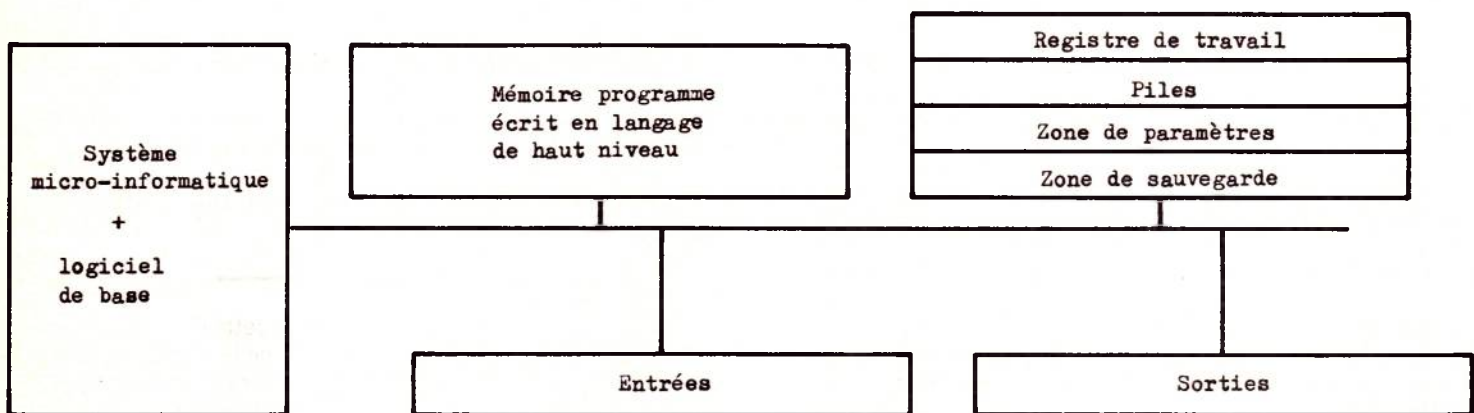 Système
micro-informatique
+
logiciel
de base
Mémoire programme
écrit en langage
de haut niveau
Registre de travail
Piles
Zone de paramètres
Zone de sauvegarde
Entrées
Sorties